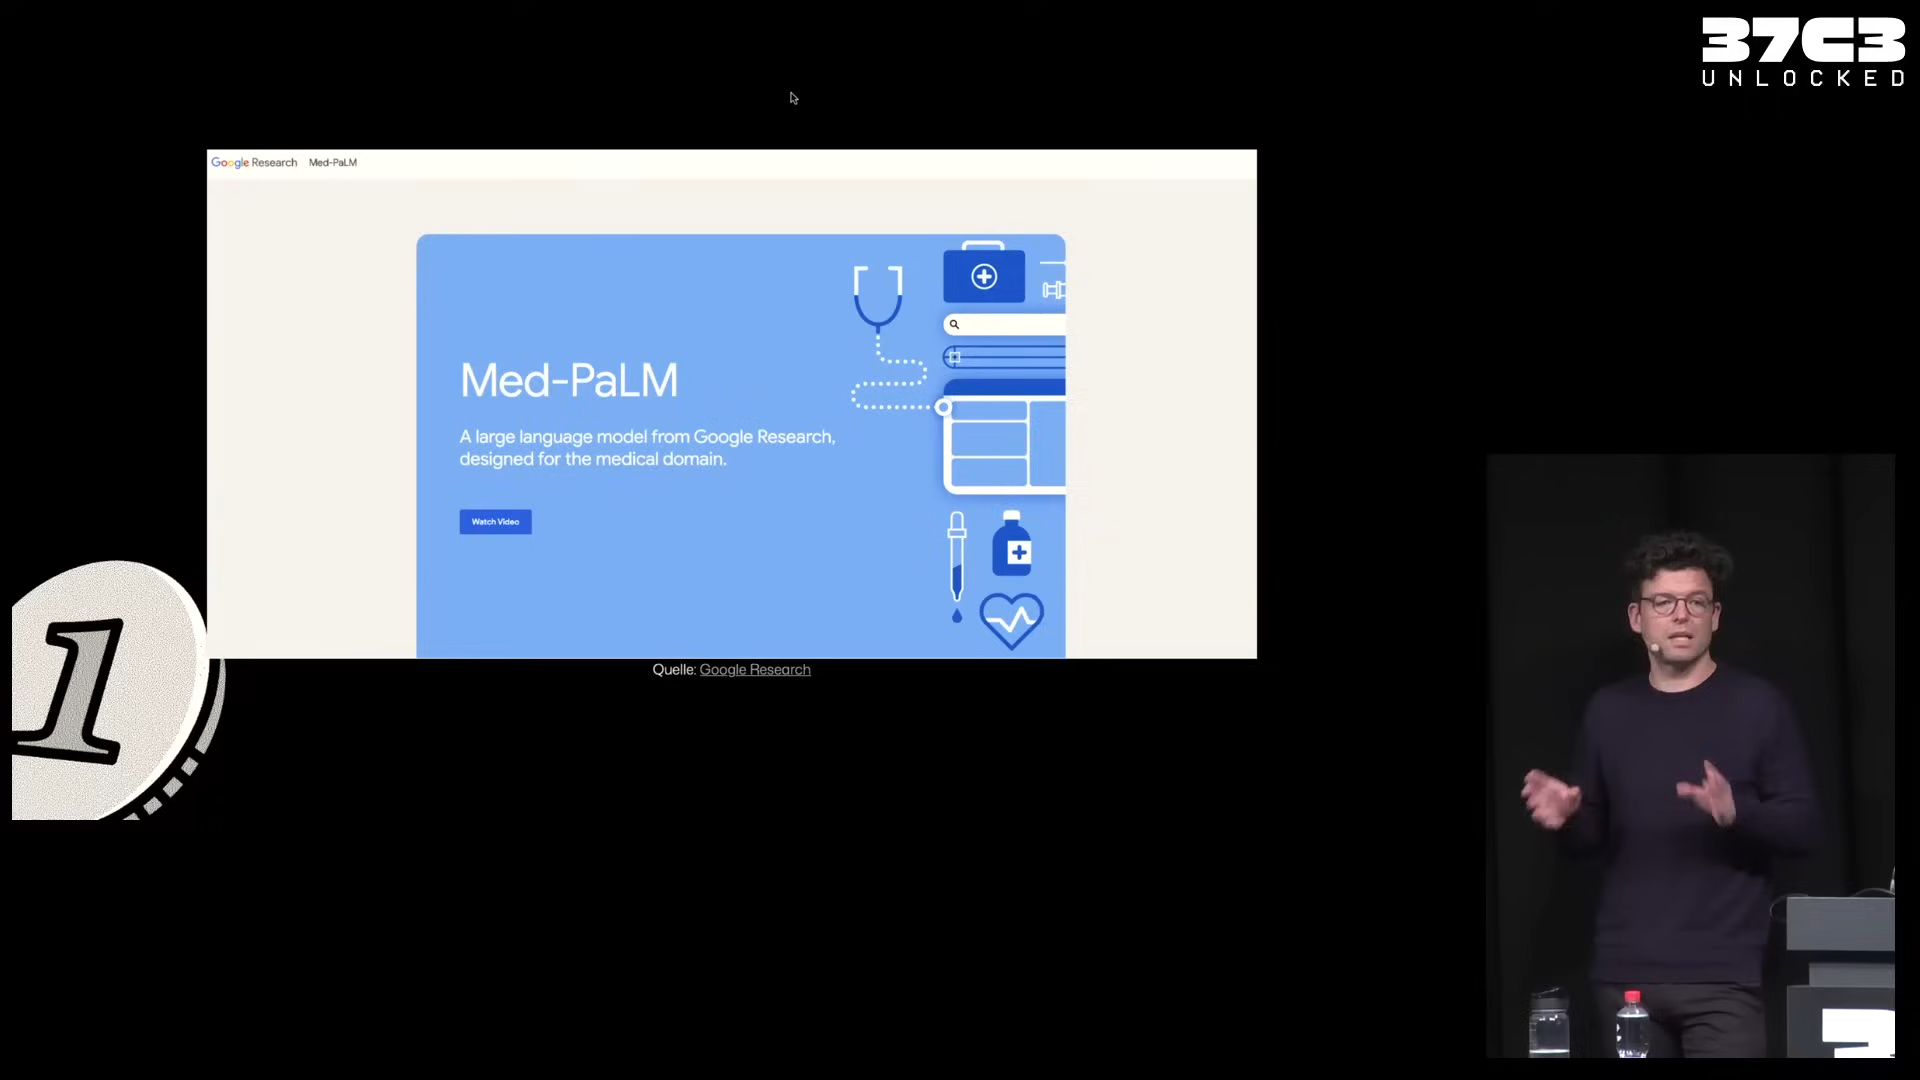 37C3
UNLOCKED
Google Research Med-PaLM
Med-PaLM
A large language model from Google Research,
designed for the medical domain.
Watch Video
Quelle: Google Research
1